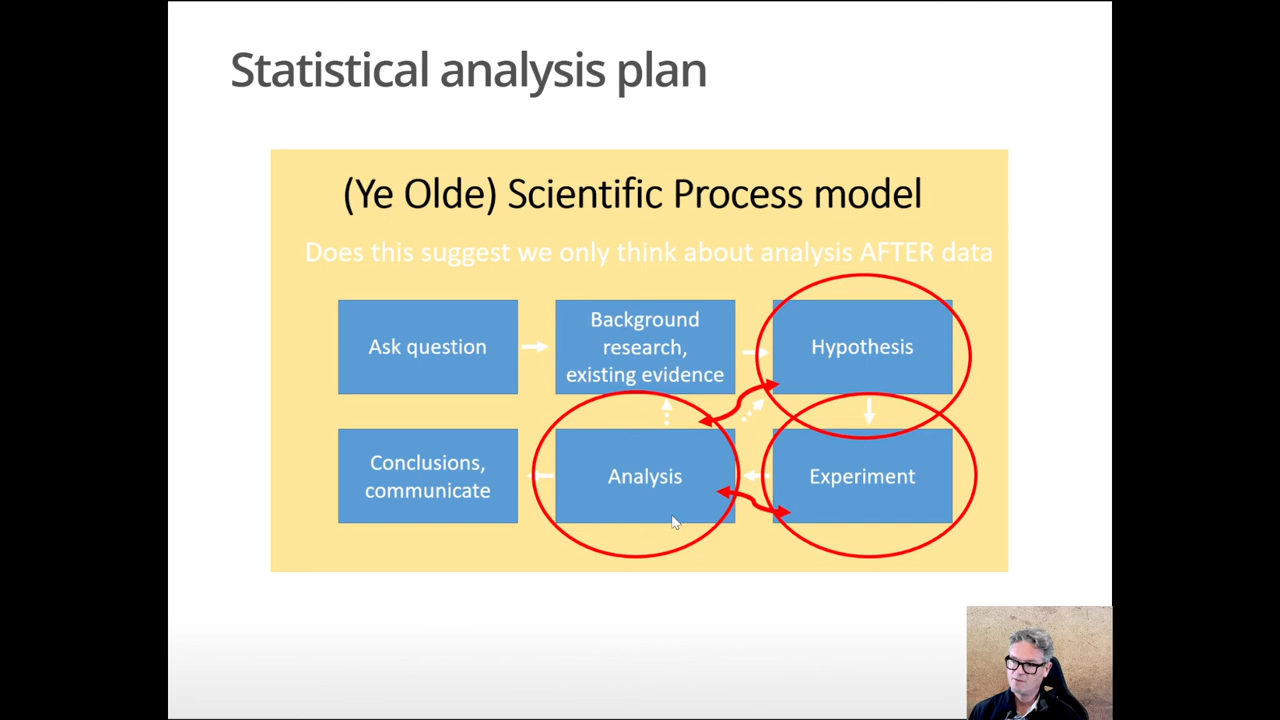 Statistical analysis plan
(Ye Olde) Scientific Process model
Does this suggest we only think about analysis AFTER data
Ask question
Background
research,
existing evidence
Hypothesis
Conclusions,
communicate
Analysis
Experiment